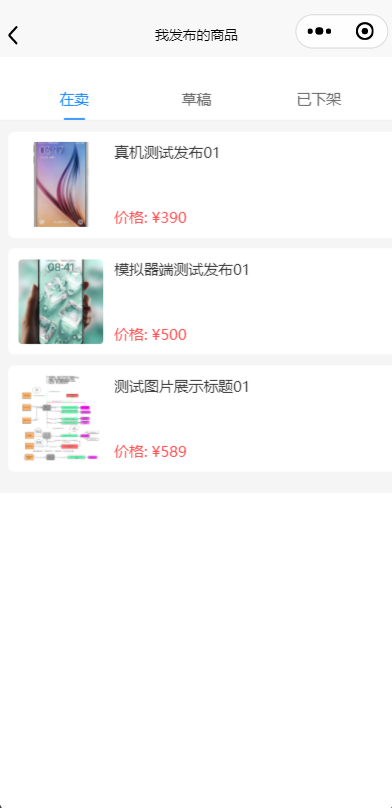 我发布的商品
在卖
草稿
已下架
真机测试发布01
价格: ¥390
08:41
模拟器端测试发布01
价格: ¥500
测试图片展示标题01
价格: ¥589